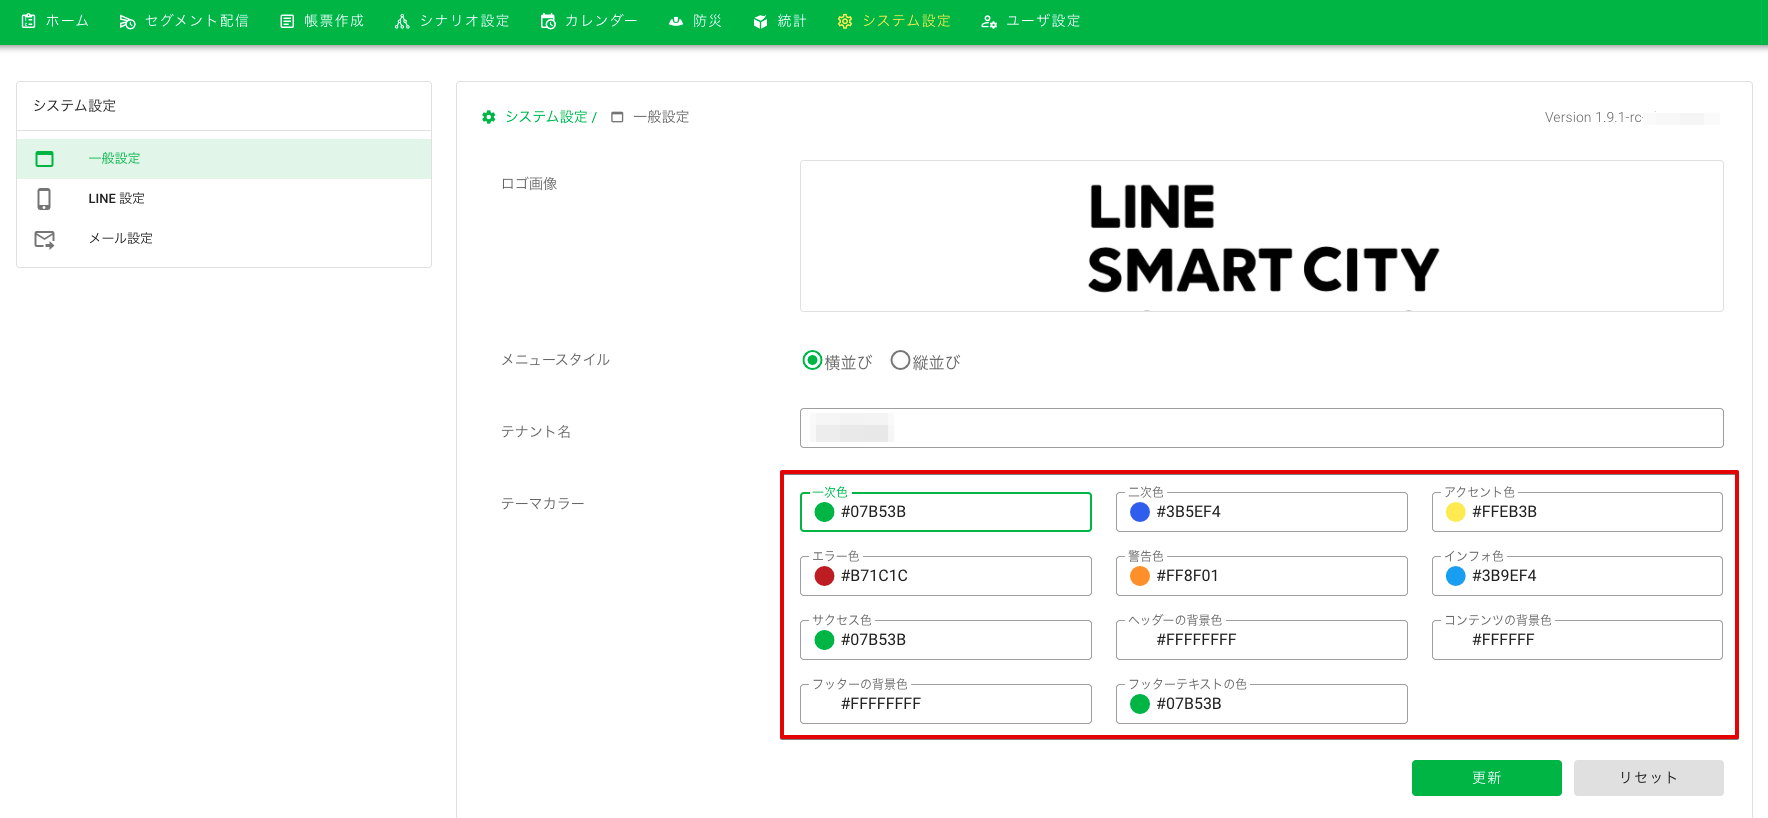 ホーム セグメント配信 帳票作成 シナリオ設定 カレンダー 防災 統計 システム設定 ユーザ設定
システム設定
一般設定
LINE 設定
メール設定
システム設定 / 一般設定
Version 1.9.1-rc
ロゴ画像
LINE
SMART CITY
メニュースタイル
横並び 縦並び
テナント名
テーマカラー
一次色 二次色 アクセント色
#07B53B #3B5EF4 #FFEB3B
エラー色 警告色 インフォ色
#B71C1C #FF8F01 #3B9EF4
サクセス色 ヘッダーの背景色 コンテンツの背景色
#07B53B #FFFFFFFF #FFFFFF
フッターの背景色 フッターテキストの色
#FFFFFFFF #07B53B
更新 リセット